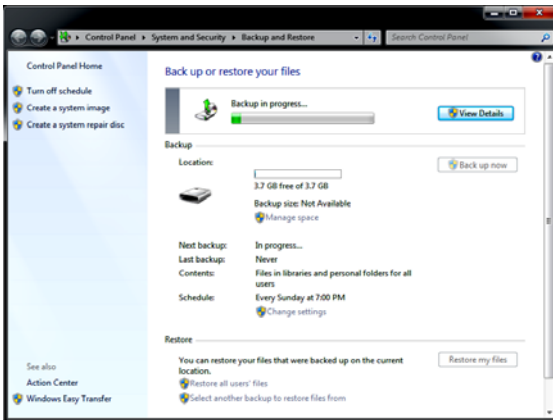 Control Panel ▸ System and Security ▸ Backup and Restore
Search Control Panel
Control Panel Home
Turn off schedule
Create a system image
Create a system repair disc
Back up or restore your files
Backup in progress...
View Details
Backup
Location:
Back up now
3.7 GB free of 3.7 GB
Backup size: Not Available
Manage space
Next backup: In progress...
Last backup: Never
Contents: Files in libraries and personal folders for all
users
Schedule: Every Sunday at 7:00 PM
Change settings
Restore
You can restore your files that were backed up on the current
location.
Restore my files
Restore all users' files
Select another backup to restore files from
See also
Action Center
Windows Easy Transfer